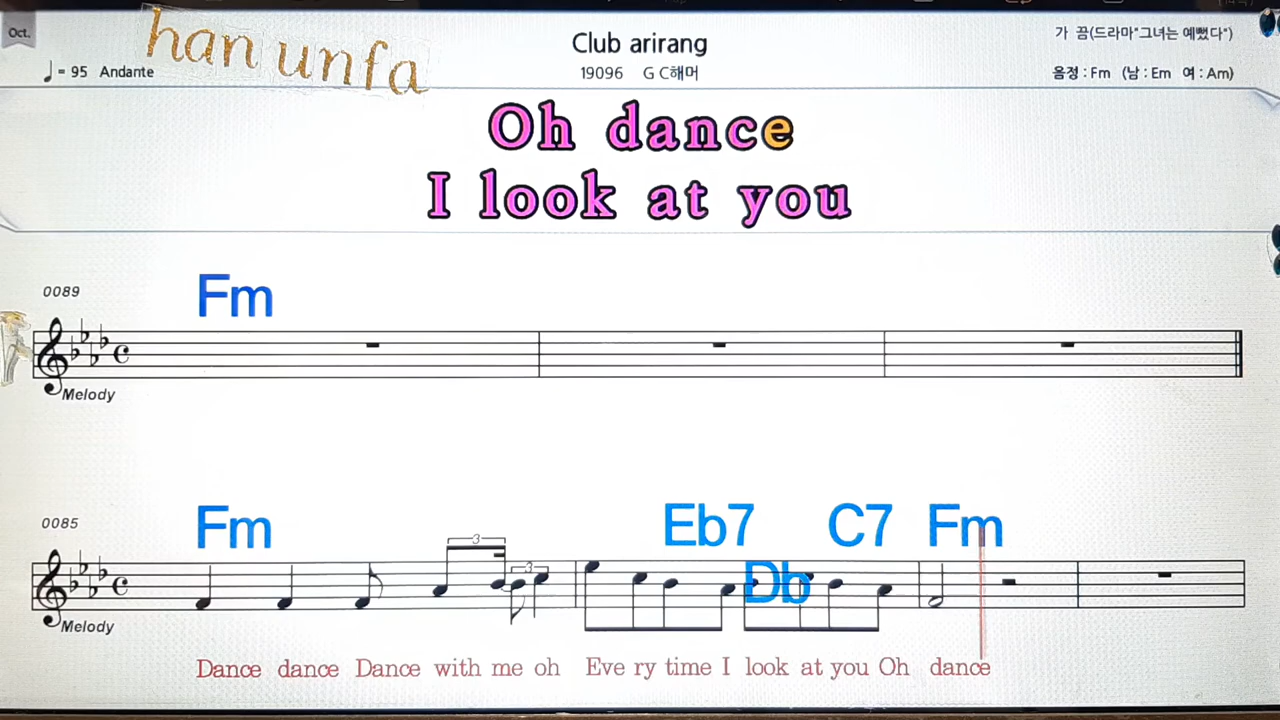 Oct.
han unfa
Club arirang
가 꿈(드라마"그녀는 예뻤다")
♩= 95 Andante
19096 G C해머
음정 : Fm (남 : Em 여 : Am)
Oh dance
I look at you
Fm
0089
Melody
Fm Eb7 C7 Fm
0085
3
3
Db
Melody
Dance dance Dance with me oh Eve ry time I look at you Oh dance